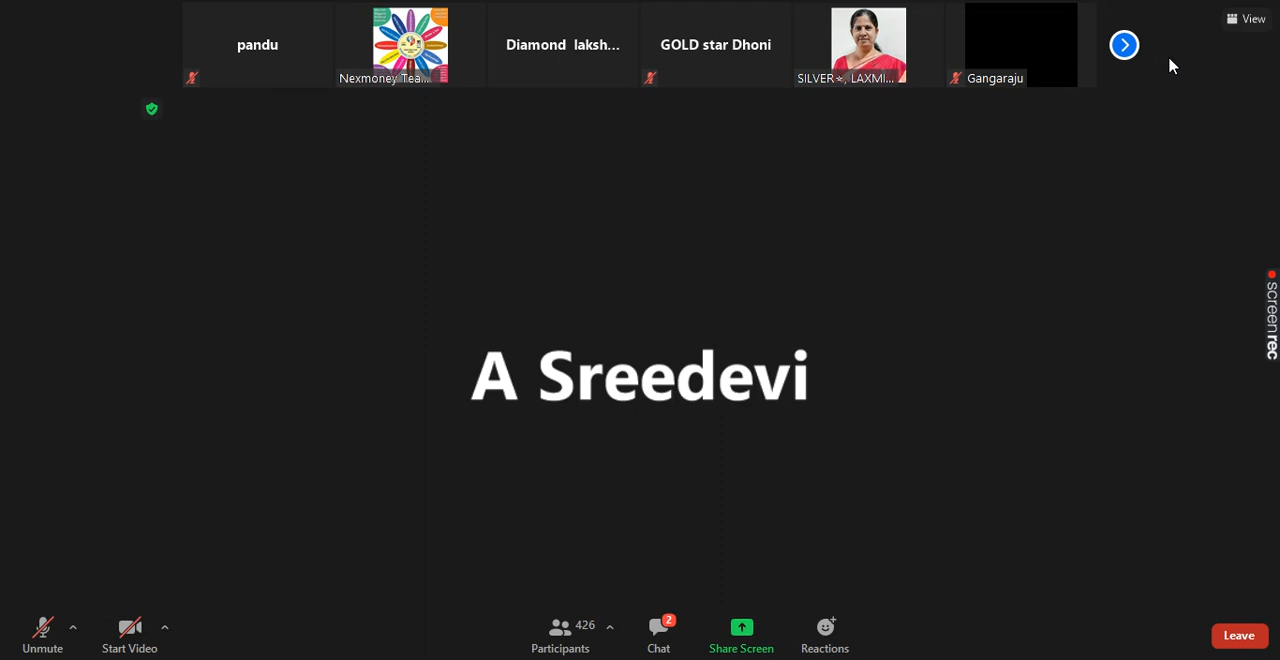 View
pandu
Nexmoney Tea...
Diamond laksh...
GOLD star Dhoni
SILVER⭐, LAXMI...
Gangaraju
screenrec
A Sreedevi
Unmute
Start Video
426
Participants
2
Chat
Share Screen
Reactions
Leave